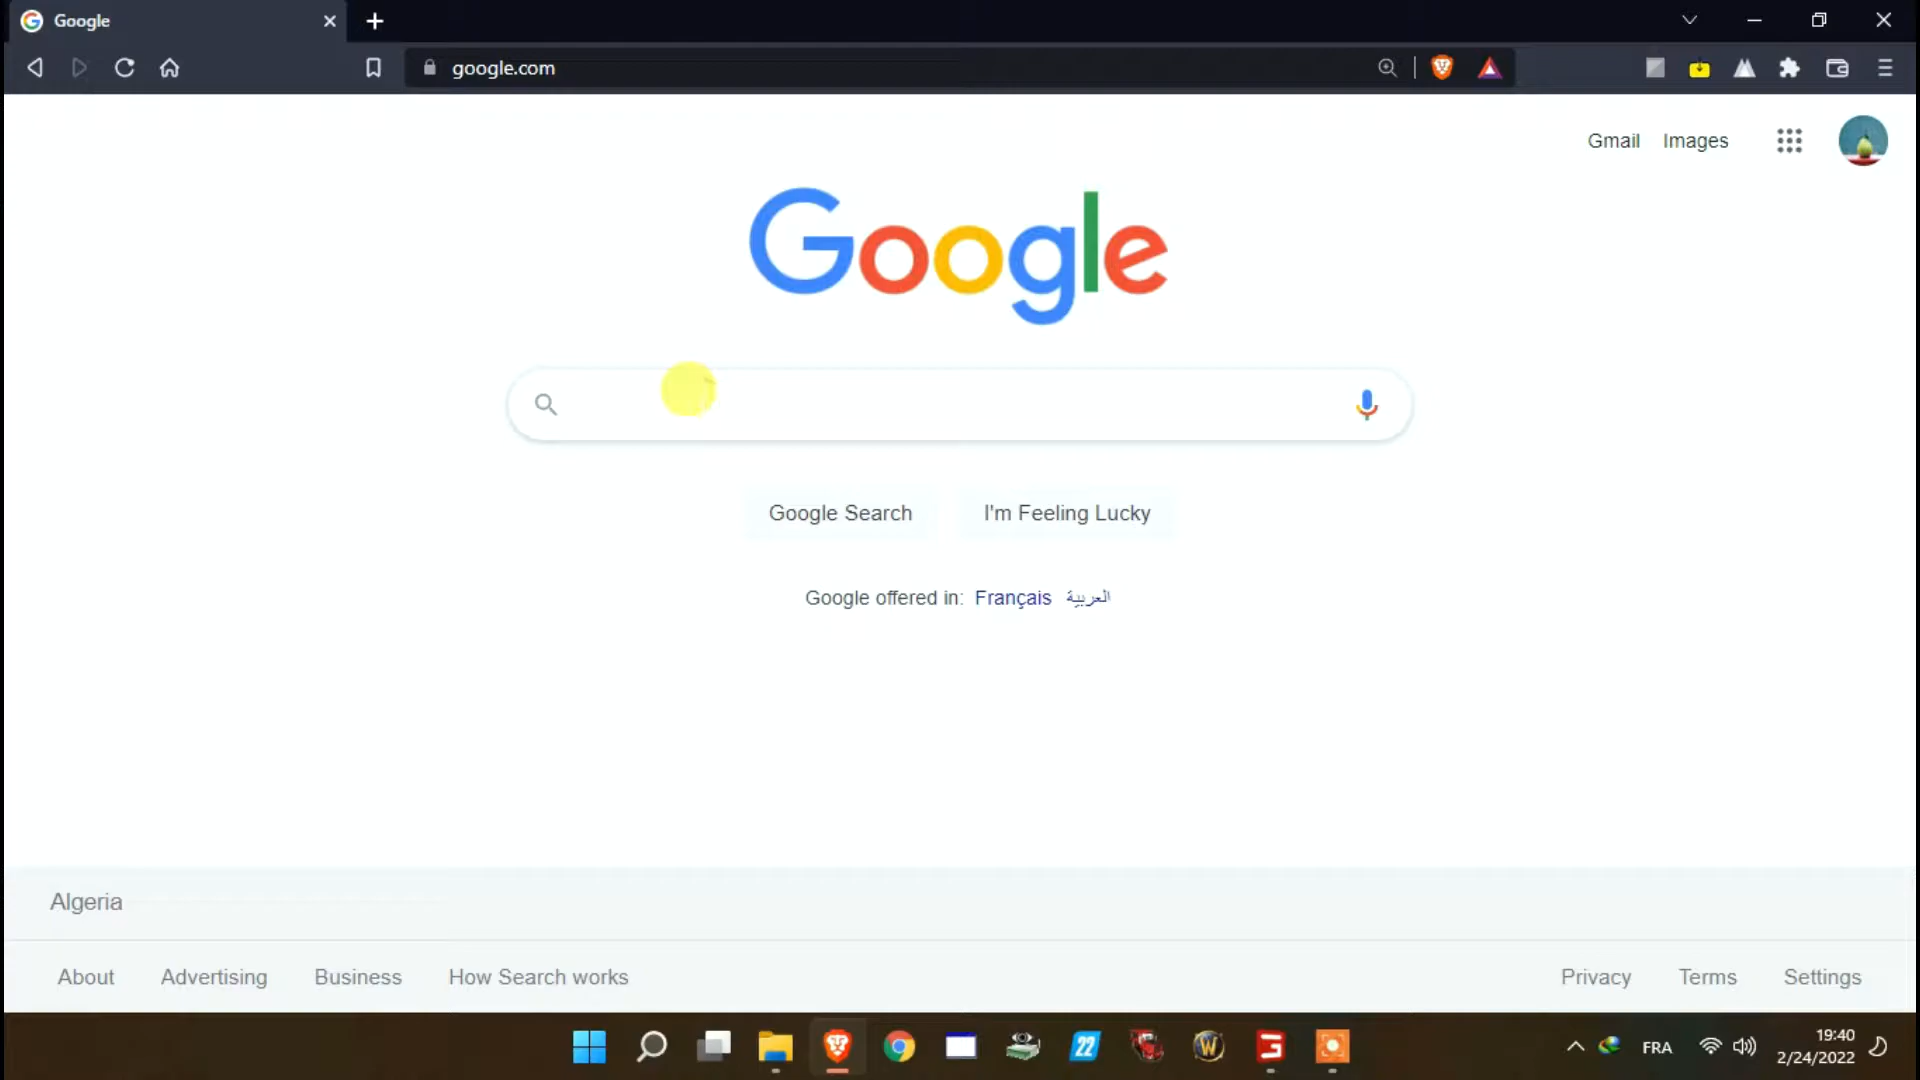 Google
google.com
Gmail Images
Google
Google Search I'm Feeling Lucky
Google offered in: Français العربية
Algeria
About Advertising Business How Search works Privacy Terms Settings
22
W
FRA
19:40
2/24/2022